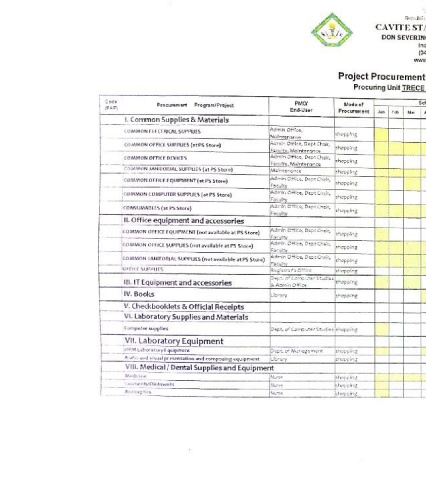 Republi
CAVITE STA
DON SEVERIN
Ind
www
Project Procurement
Procuring Unit TRECE
Code (PAP) Procurement Program/Project PMO/ End-User Mode of Procurement Sch
Jan Feb Mar A
I. Common Supplies & Materials
COMMON ELECTRICAL SUPPLIES Admin Office, Maintenance shopping
COMMON OFFICE SUPPLIES (at PS Store) Admin Office, Dept Chair, Faculty, Maintenance shopping
COMMON OFFICE DEVICES Admin Office, Dept Chair, Faculty, Maintenance shopping
COMMON JANITORIAL SUPPLIES (at PS Store) Maintenance shopping
COMMON OFFICE EQUIPMENT (at PS Store) Admin Office, Dept Chair, Faculty shopping
COMMON COMPUTER SUPPLIES (at PS Store) Admin Office, Dept Chair, Faculty shopping
CONSUMABLES (at PS Store) Admin Office, Dept Chair, Faculty shopping
II. Office equipment and accessories
COMMON OFFICE EQUIPMENT (not available at PS Store) Admin Office, Dept Chair, Faculty shopping
COMMON OFFICE SUPPLIES (not available at PS Store) Admin Office, Dept Chair, Faculty shopping
COMMON JANITORIAL SUPPLIES (not available at PS Store) Admin Office, Dept Chair, Faculty shopping
OFFICE SUPPLIES Registrar's Office shopping
III. IT Equipment and accessories Dept. of Computer Studies & Admin Office shopping
IV. Books Library shopping
V. Checkbooklets & Official Receipts
VI. Laboratory Supplies and Materials
Computer supplies Dept. of Computer Studies shopping
VII. Laboratory Equipment
HRM Laboratory Equipment Dept. of Management shopping
Audio and visual presentation and composing equipment Library shopping
VIII. Medical / Dental Supplies and Equipment
Medicine Nurse shopping
Liniments/Ointments Nurse shopping
Reereagents Nurse shopping